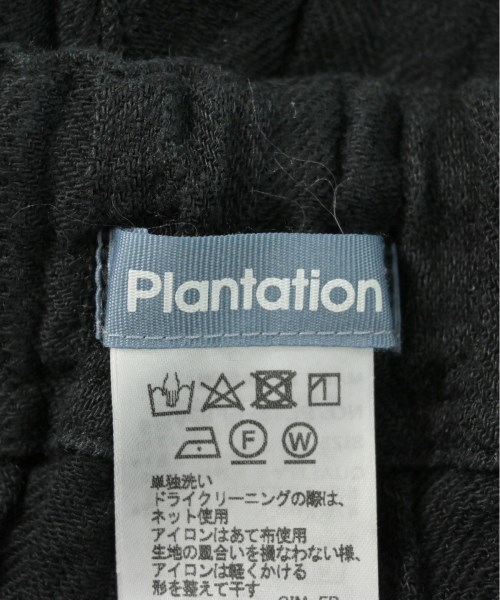 Plantation
F W
単独洗い
ドライクリーニングの際は、
ネット使用
アイロンはあて布使用
生地の風合いを損なわない様、
アイロンは軽くかける
形を整えて干す